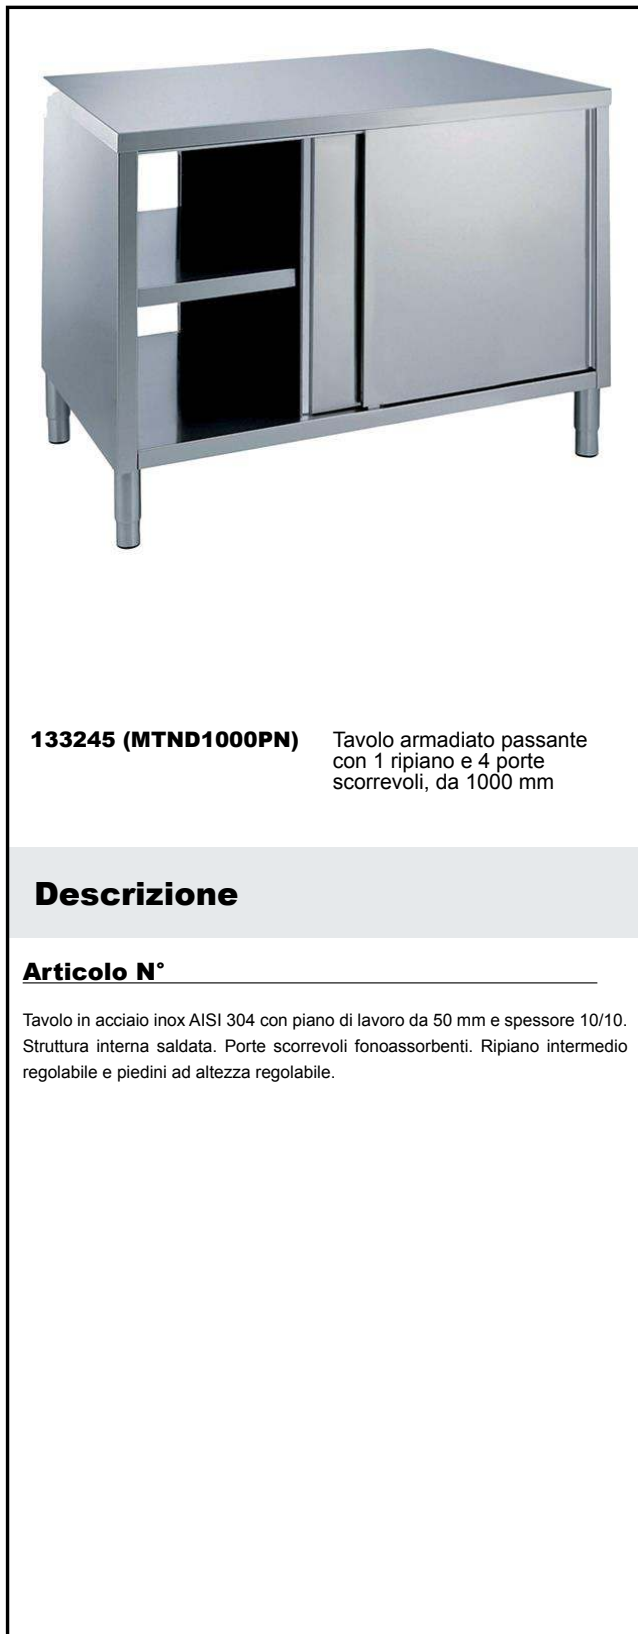 133245 (MTND1000PN)
Tavolo armadiato passante
con 1 ripiano e 4 porte
scorrevoli, da 1000 mm
Descrizione
Articolo N°
Tavolo in acciaio inox AISI 304 con piano di lavoro da 50 mm e spessore 10/10.
Struttura interna saldata. Porte scorrevoli fonoassorbenti. Ripiano intermedio
regolabile e piedini ad altezza regolabile.